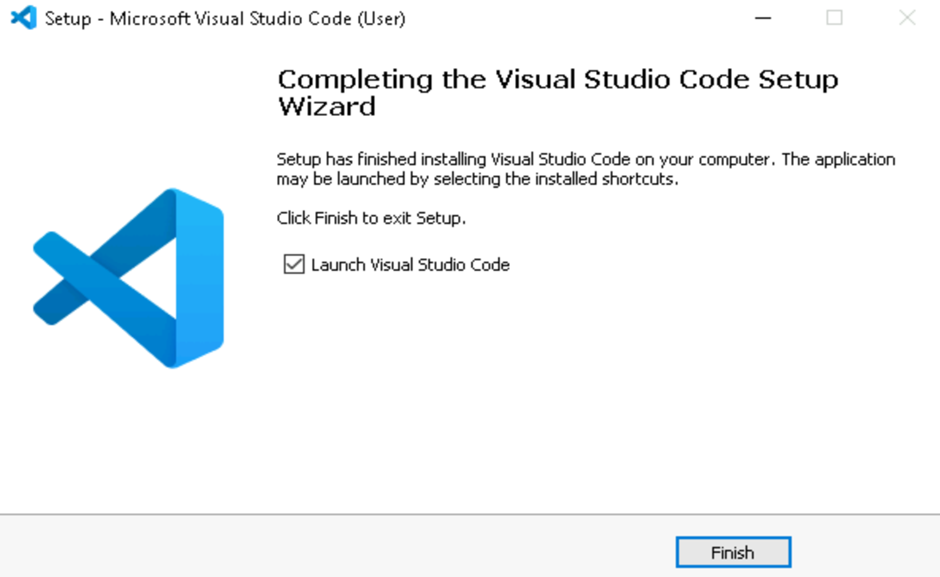 Setup - Microsoft Visual Studio Code (User)
Completing the Visual Studio Code Setup
Wizard
Setup has finished installing Visual Studio Code on your computer. The application
may be launched by selecting the installed shortcuts.
Click Finish to exit Setup.
Launch Visual Studio Code
Finish